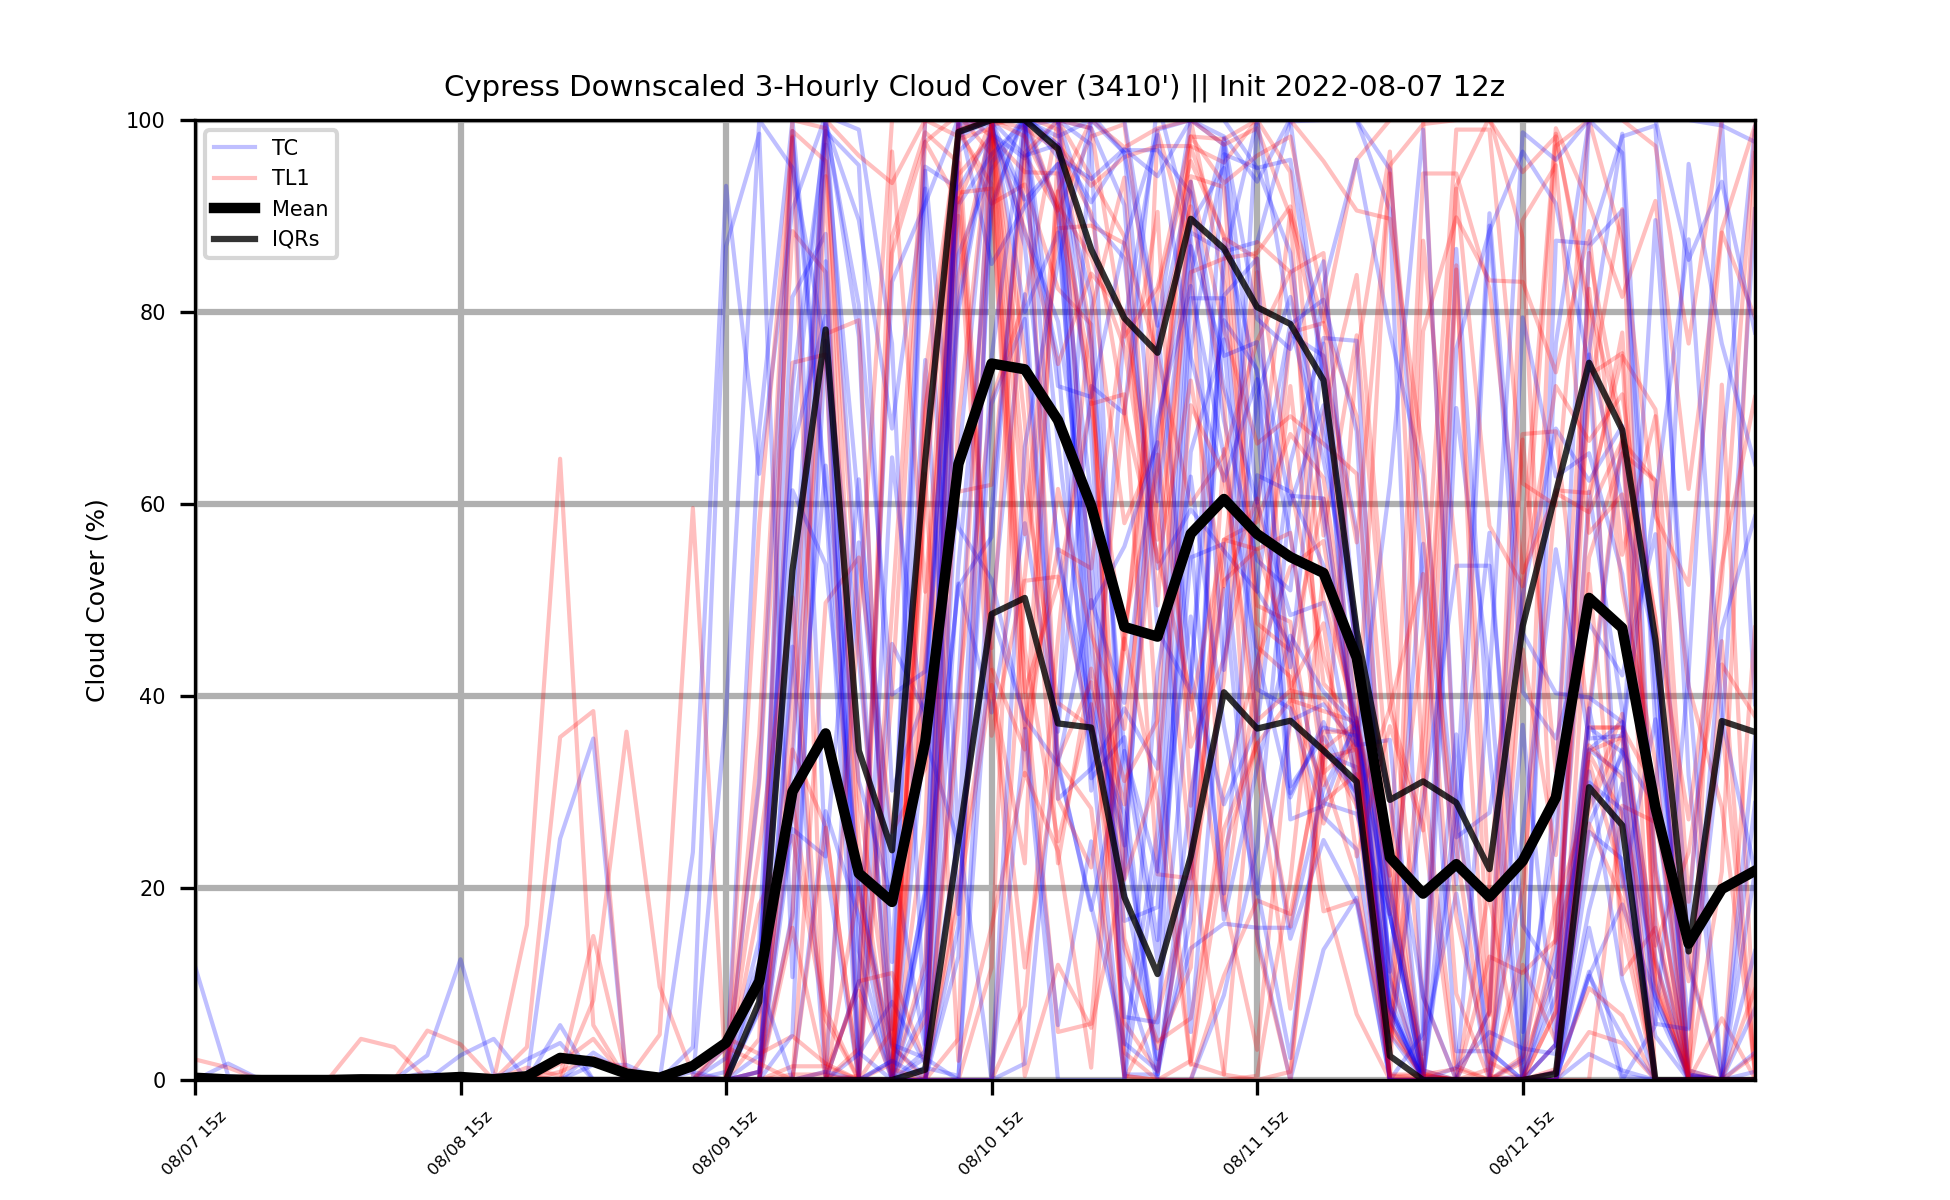 Cypress Downscaled 3-Hourly Cloud Cover (3410') || Init 2022-08-07 12z
TC
TL1
Mean
IQRs
Cloud Cover (%)
100
80
60
40
20
0
08/07 15z
08/08 15z
08/09 15z
08/10 15z
08/11 15z
08/12 15z